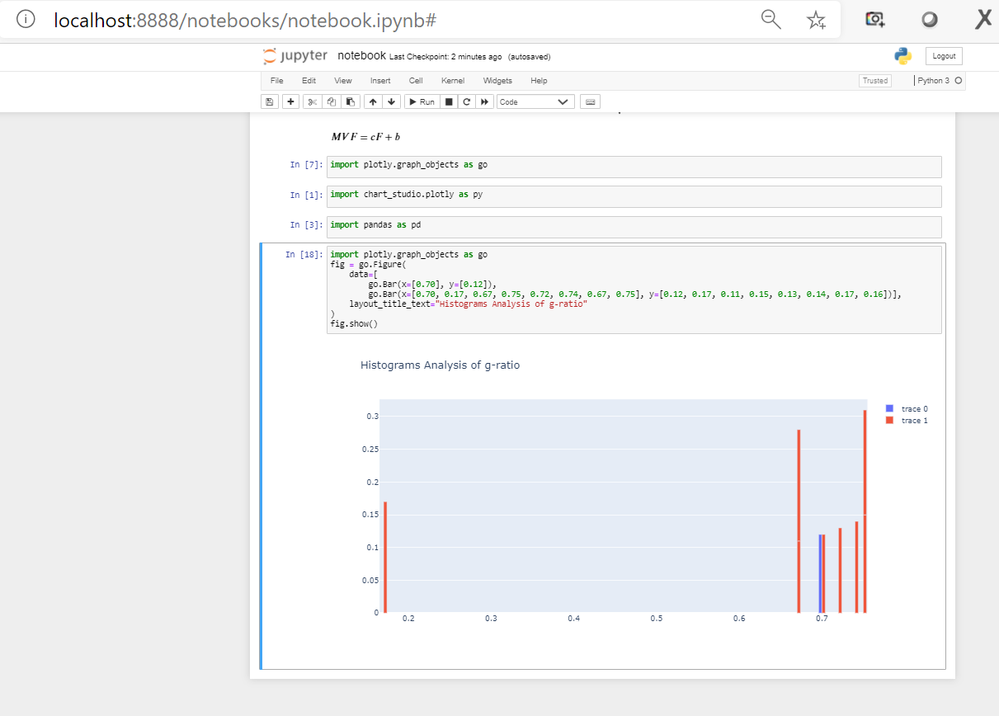 localhost:8888/notebooks/notebook.ipynb#
jupyter notebook Last Checkpoint: 2 minutes ago (autosaved)
Logout
File Edit View Insert Cell Kernel Widgets Help
Trusted
Python 3
Run
Code
MVF = cF + b
In [7]: import plotly.graph_objects as go
In [1]: import chart_studio.plotly as py
In [3]: import pandas as pd
In [18]: import plotly.graph_objects as go
fig = go.Figure(
    data=[
        go.Bar(x=[0.70], y=[0.12]),
        go.Bar(x=[0.70, 0.17, 0.67, 0.75, 0.72, 0.74, 0.67, 0.75], y=[0.12, 0.17, 0.11, 0.15, 0.13, 0.14, 0.17, 0.16])],
    layout_title_text="Histograms Analysis of g-ratio"
)
fig.show()
Histograms Analysis of g-ratio
trace 0
trace 1
0.3
0.25
0.2
0.15
0.1
0.05
0
0.2 0.3 0.4 0.5 0.6 0.7